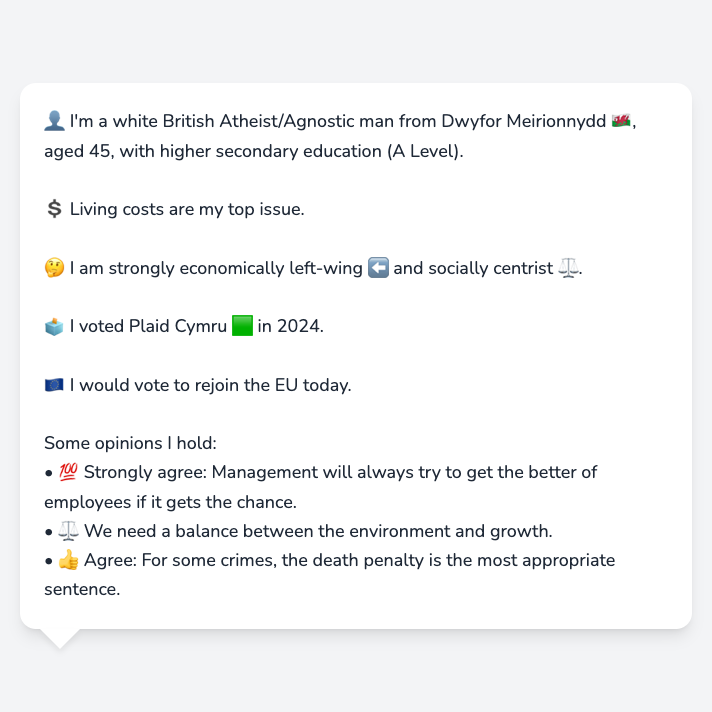 👤 I'm a white British Atheist/Agnostic man from Dwyfor Meirionnydd 🏴󠁧󠁢󠁷󠁬󠁳󠁿,
aged 45, with higher secondary education (A Level).
💲 Living costs are my top issue.
🤔 I am strongly economically left-wing ⬅️ and socially centrist ⚖️.
🗳️ I voted Plaid Cymru 🟩 in 2024.
🇪🇺 I would vote to rejoin the EU today.
Some opinions I hold:
• 💯 Strongly agree: Management will always try to get the better of
employees if it gets the chance.
• ⚖️ We need a balance between the environment and growth.
• 👍 Agree: For some crimes, the death penalty is the most appropriate
sentence.